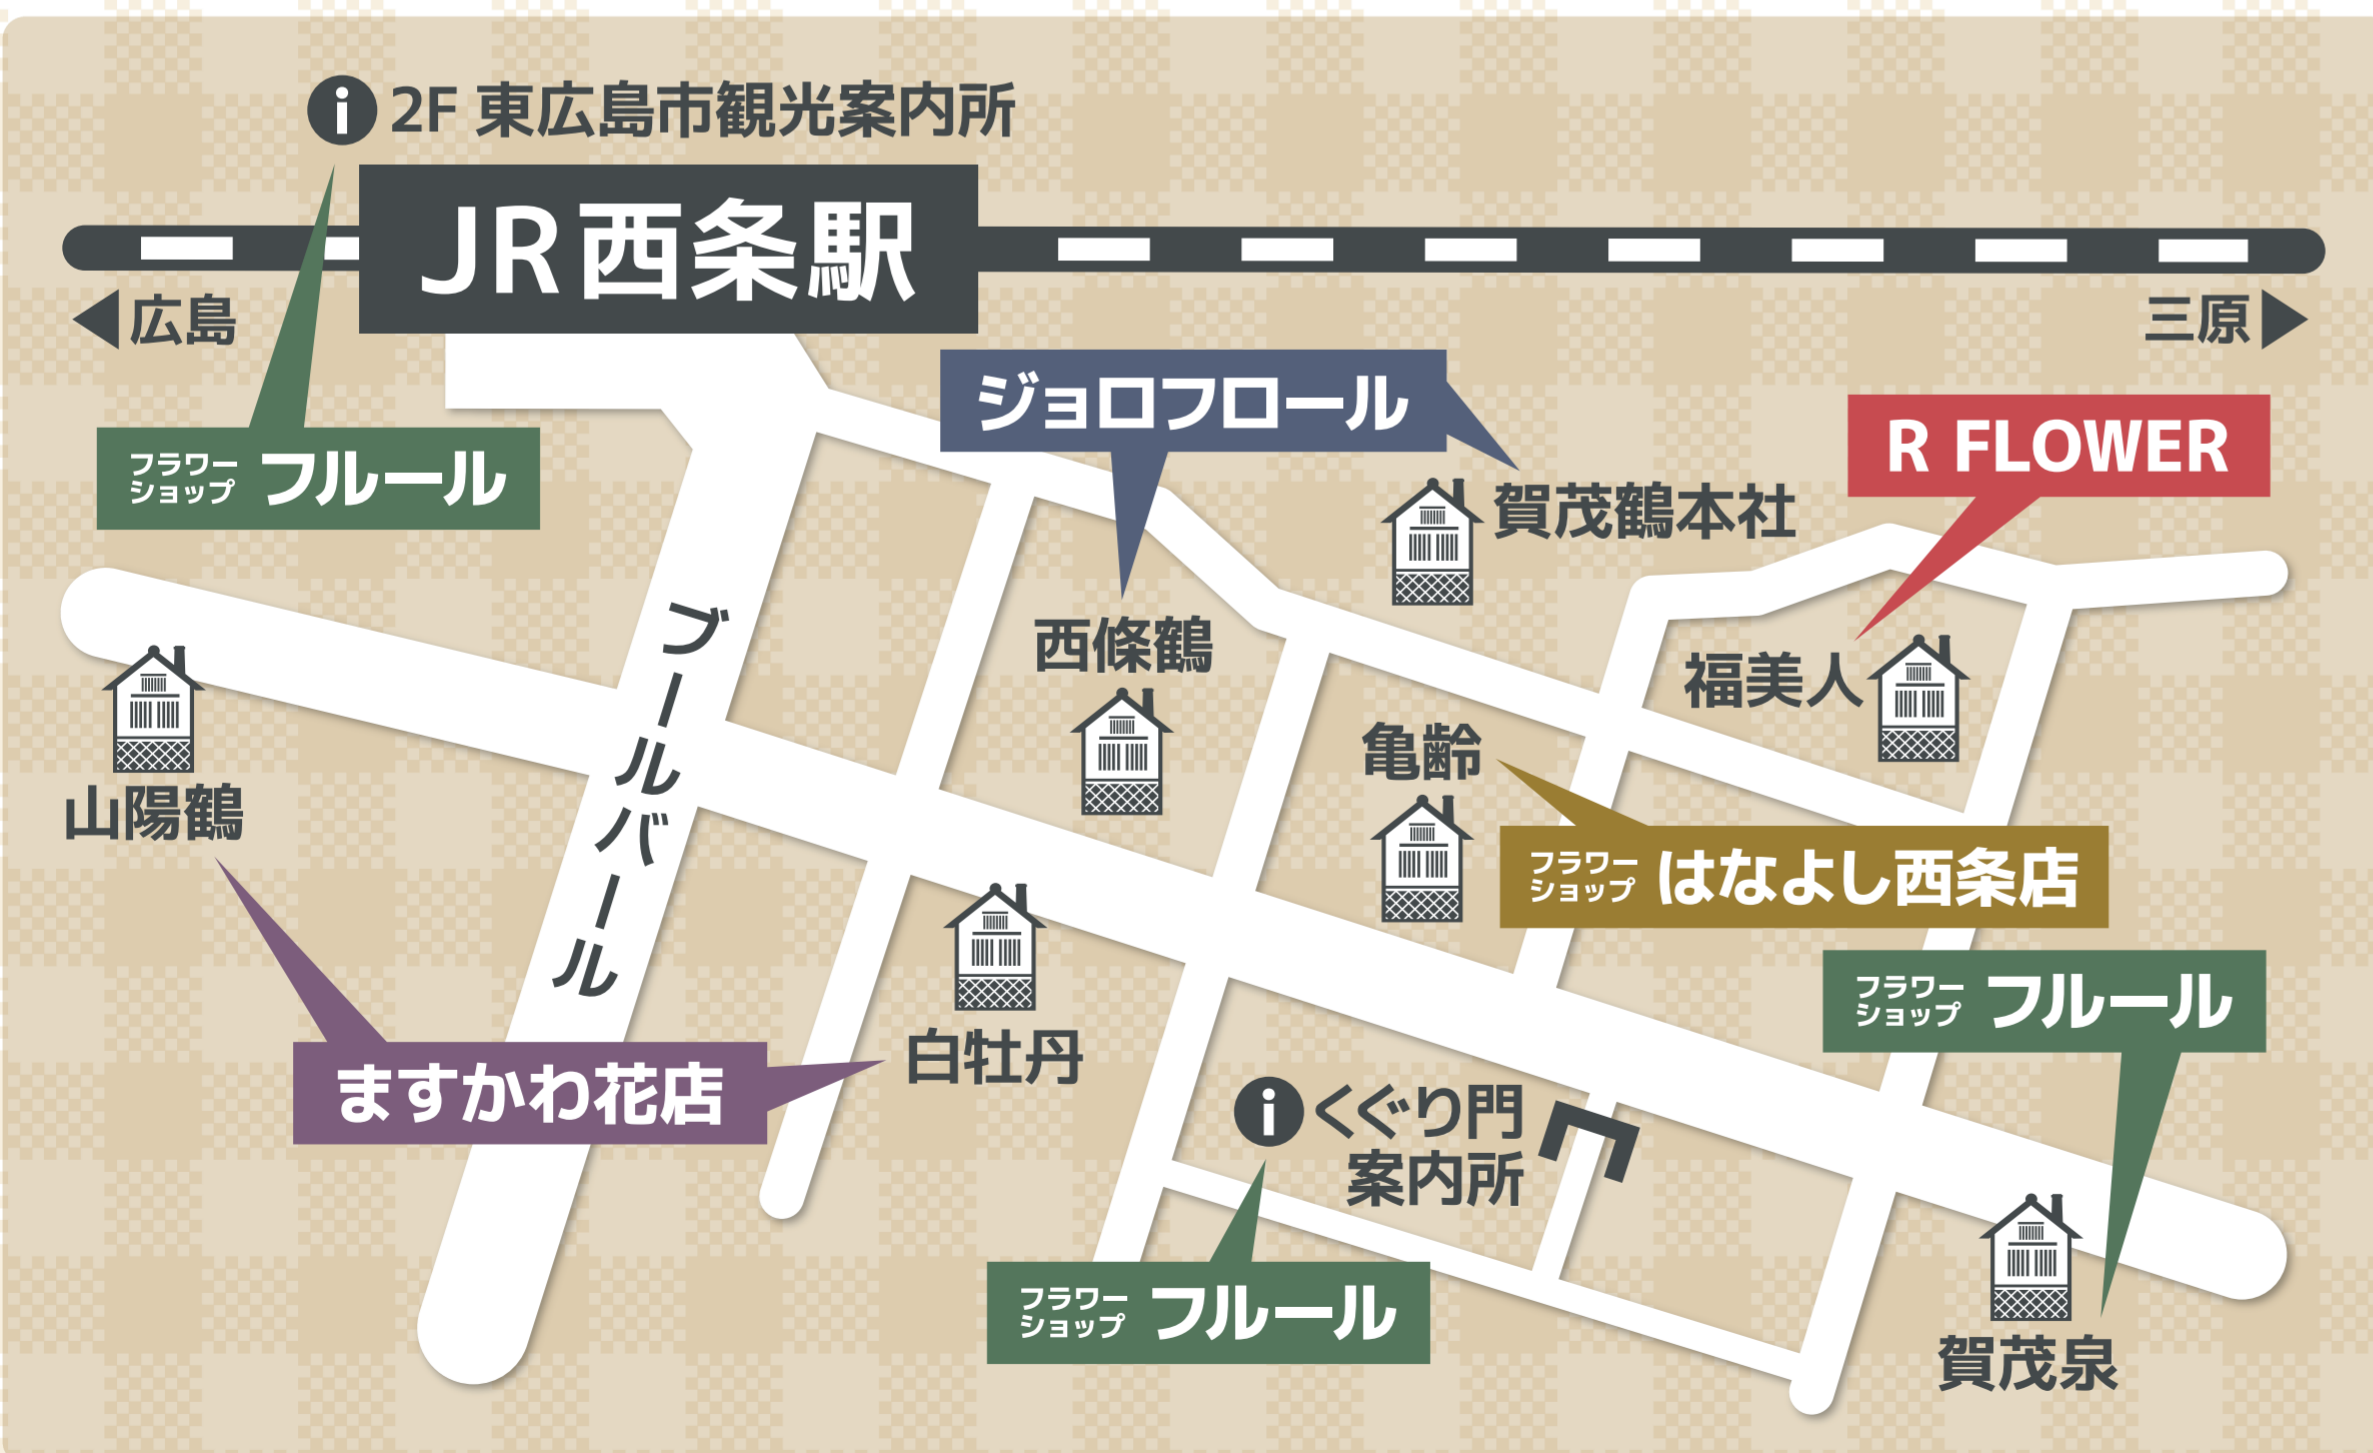 2F 東広島市観光案内所
JR西条駅
広島
三原
フラワー
ショップ
フルール
ジョロフロール
R FLOWER
賀茂鶴本社
ブールバール
西條鶴
福美人
亀齢
山陽鶴
フラワー
ショップ
はなよし西条店
白牡丹
フラワー
ショップ
フルール
ますかわ花店
くぐり門
案内所
フラワー
ショップ
フルール
賀茂泉